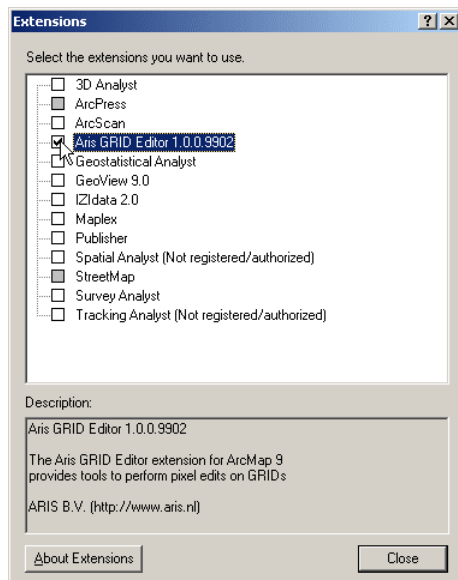 Extensions
Select the extensions you want to use.
3D Analyst
ArcPress
ArcScan
Aris GRID Editor 1.0.0.9902
Geostatistical Analyst
GeoView 9.0
IZIdata 2.0
Maplex
Publisher
Spatial Analyst (Not registered/authorized)
StreetMap
Survey Analyst
Tracking Analyst (Not registered/authorized)
Description:
Aris GRID Editor 1.0.0.9902
The Aris GRID Editor extension for ArcMap 9
provides tools to perform pixel edits on GRIDs
ARIS B.V. (http://www.aris.nl)
About Extensions
Close